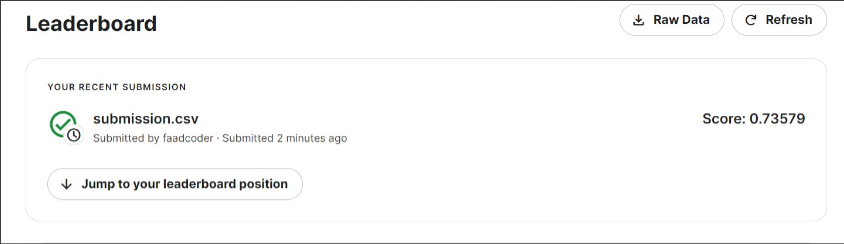 Leaderboard
Raw Data
Refresh
YOUR RECENT SUBMISSION
submission.csv
Score: 0.73579
Submitted by faadcoder · Submitted 2 minutes ago
Jump to your leaderboard position